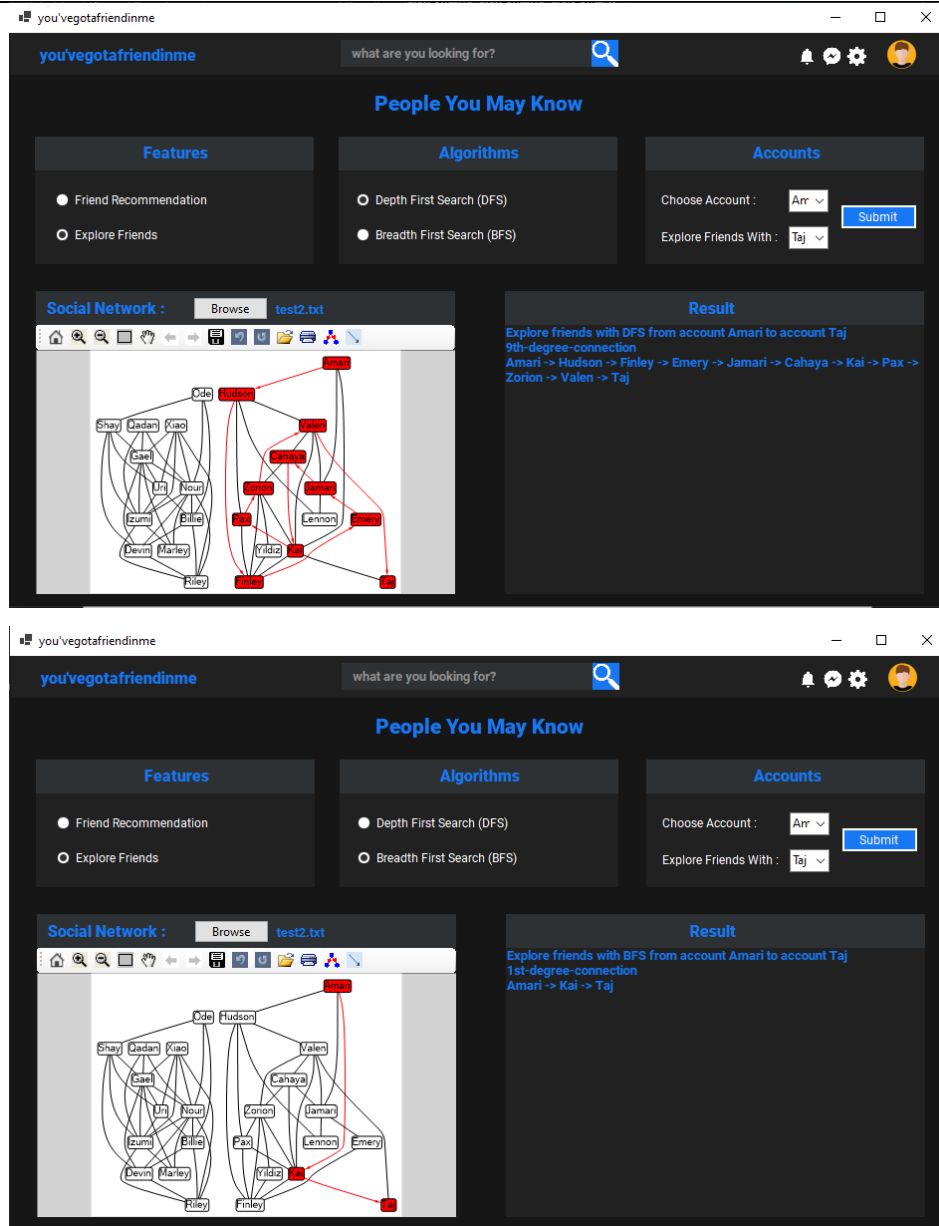 you'vegotafriendinme
you'vegotafriendinme
what are you looking for?
People You May Know
Features
Algorithms
Accounts
Friend Recommendation
Depth First Search (DFS)
Choose Account :
Am
Submit
Explore Friends
Breadth First Search (BFS)
Explore Friends With :
Taj
Social Network :
Browse
test2.txt
Result
Explore friends with DFS from account Amari to account Taj
9th-degree-connection
Amari -> Hudson -> Finley -> Emery -> Jamari -> Cahaya -> Kai -> Pax ->
Zorion -> Valen -> Taj
Amari
Ode
Hudson
Shay
Qadan
Xiao
Valen
Gael
Cahaya
Uri
Nour
Zorion
Jamari
Izumi
Billie
Pax
Lennon
Emery
Devin
Marley
Yildiz
Kai
Riley
Finley
Taj
you'vegotafriendinme
you'vegotafriendinme
what are you looking for?
People You May Know
Features
Algorithms
Accounts
Friend Recommendation
Depth First Search (DFS)
Choose Account :
Am
Submit
Explore Friends
Breadth First Search (BFS)
Explore Friends With :
Taj
Social Network :
Browse
test2.txt
Result
Explore friends with BFS from account Amari to account Taj
1st-degree-connection
Amari -> Kai -> Taj
Amari
Ode
Hudson
Shay
Qadan
Xiao
Valen
Gael
Cahaya
Uri
Nour
Zorion
Jamari
Izumi
Billie
Pax
Lennon
Emery
Devin
Marley
Yildiz
Kai
Riley
Finley
Taj